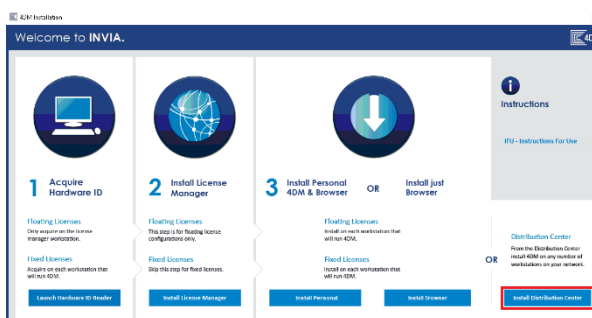 4DM Installation
Welcome to INVIA.
4D
Instructions
IFU - Instructions For Use
1 Acquire Hardware ID
Floating Licenses
Only acquire on the license
manager workstation.
Fixed Licenses
Acquire on each workstation that
will run 4DM.
Launch Hardware ID Reader
2 Install License Manager
Floating Licenses
This step is for floating license
configurations only.
Fixed Licenses
Skip this step for fixed licenses.
Install License Manager
3 Install Personal 4DM & Browser
OR
Install just Browser
Floating Licenses
Install on each workstation that
will run 4DM.
Fixed Licenses
Install on each workstation that
will run 4DM.
Install Personal
Install Browser
OR
Distribution Center
From the Distribution Center
install 4DM on any number of
workstations on your network.
Install Distribution Center